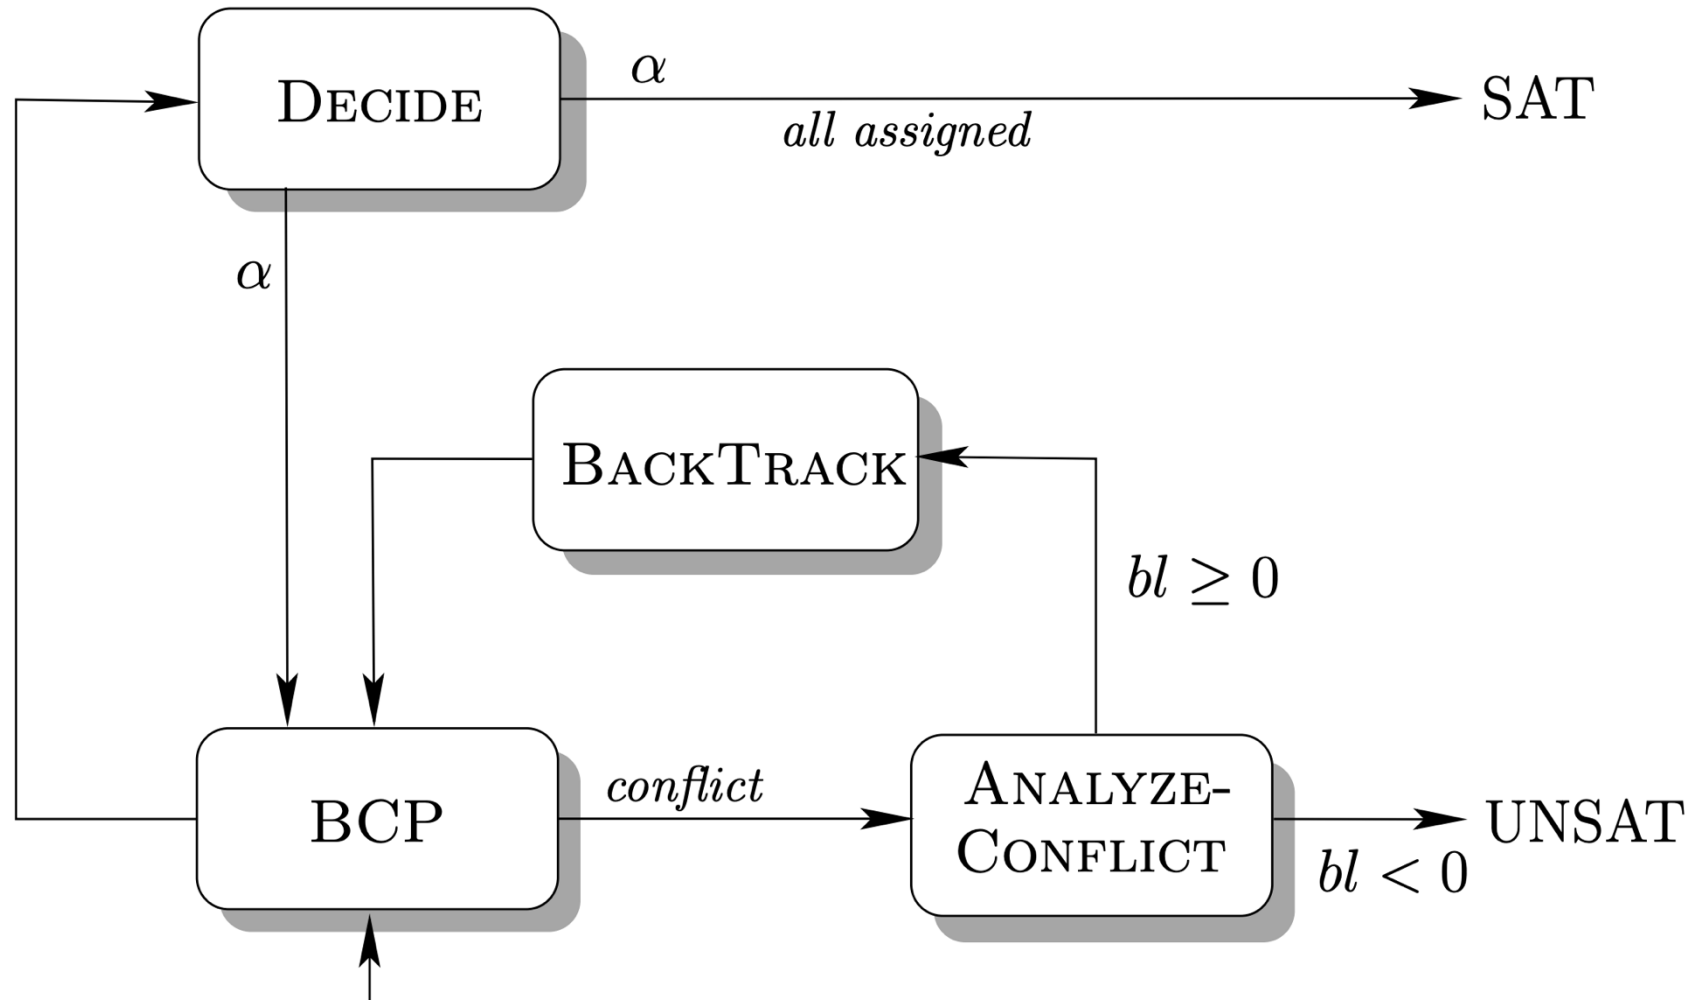 DECIDE
α
all assigned
SAT
α
BACKTRACK
bl ≥ 0
BCP
conflict
ANALYZE-
CONFLICT
UNSAT
bl < 0